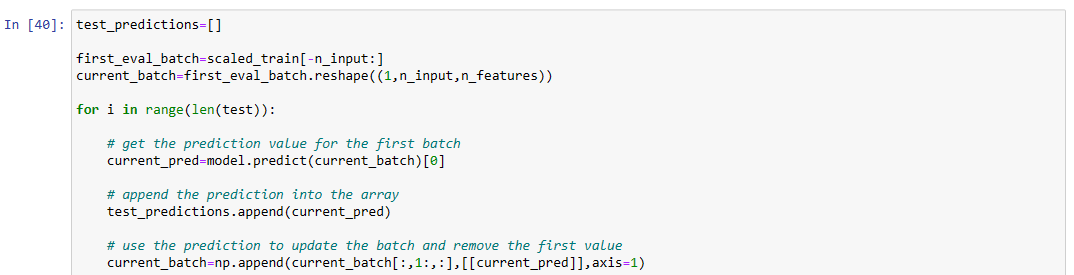 In [40]: test_predictions=[]
first_eval_batch=scaled_train[-n_input:]
current_batch=first_eval_batch.reshape((1,n_input,n_features))
for i in range(len(test)):
# get the prediction value for the first batch
current_pred=model.predict(current_batch)[0]
# append the prediction into the array
test_predictions.append(current_pred)
# use the prediction to update the batch and remove the first value
current_batch=np.append(current_batch[:,1:,:],[[current_pred]],axis=1)